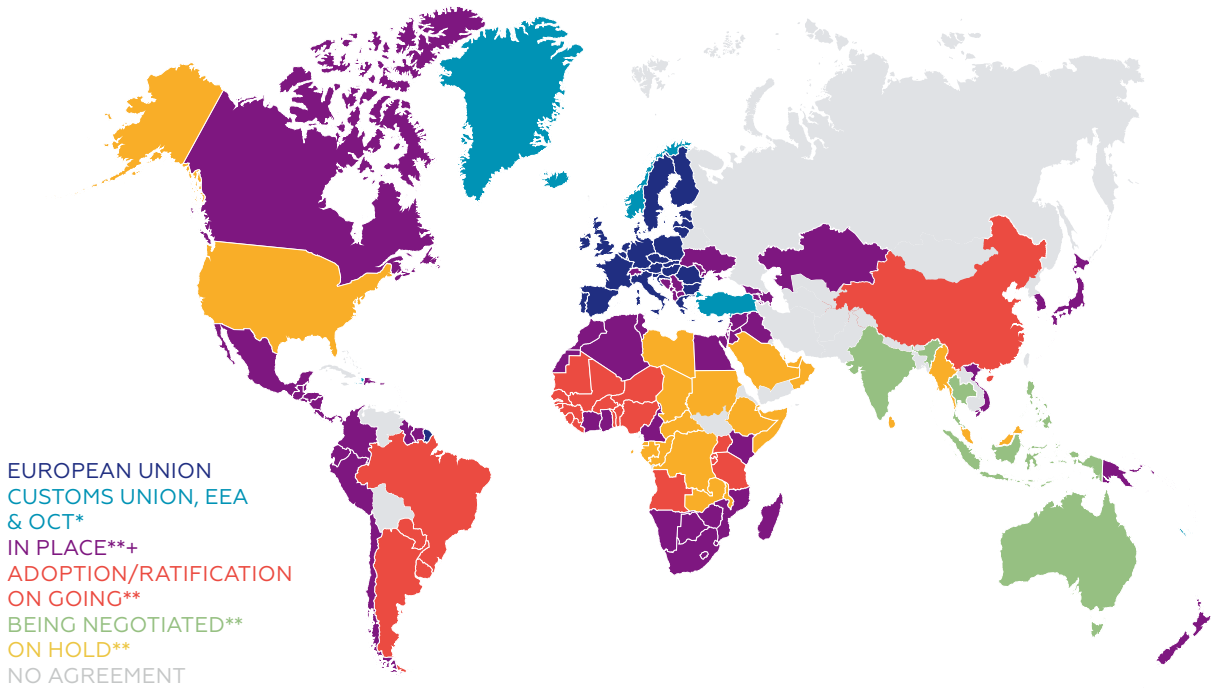 EUROPEAN UNION
CUSTOMS UNION, EEA
& OCT*
IN PLACE**+
ADOPTION/RATIFICATION
ON GOING**
BEING NEGOTIATED**
ON HOLD**
NO AGREEMENT